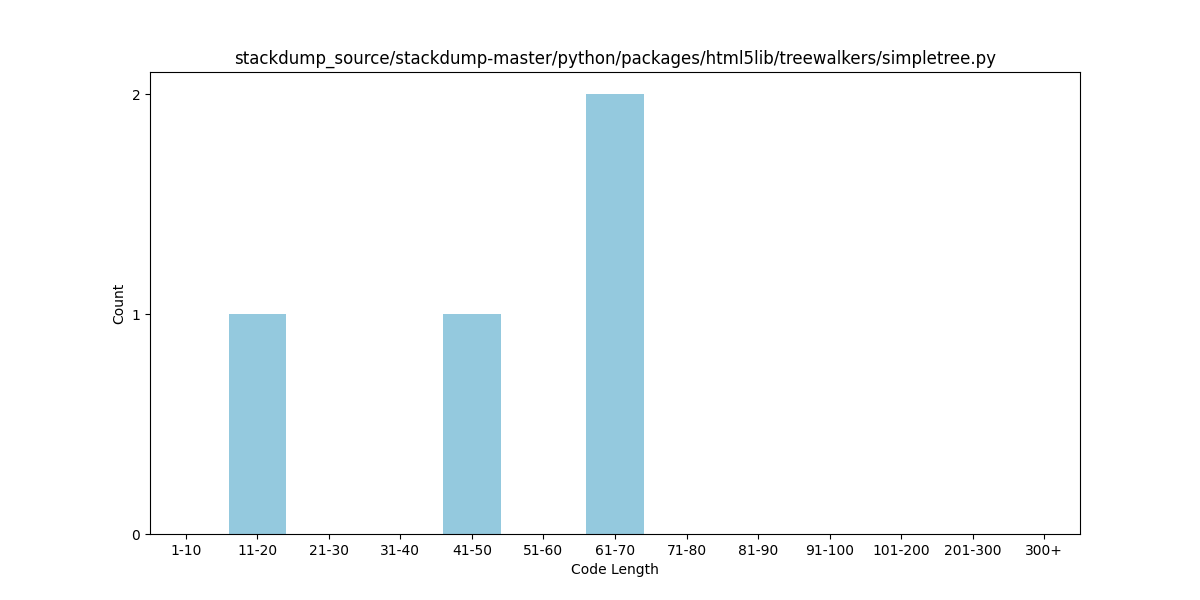 stackdump_source/stackdump-master/python/packages/html5lib/treewalkers/simpletree.py
2
1
0
Count
1-10 11-20 21-30 31-40 41-50 51-60 61-70 71-80 81-90 91-100 101-200 201-300 300+
Code Length